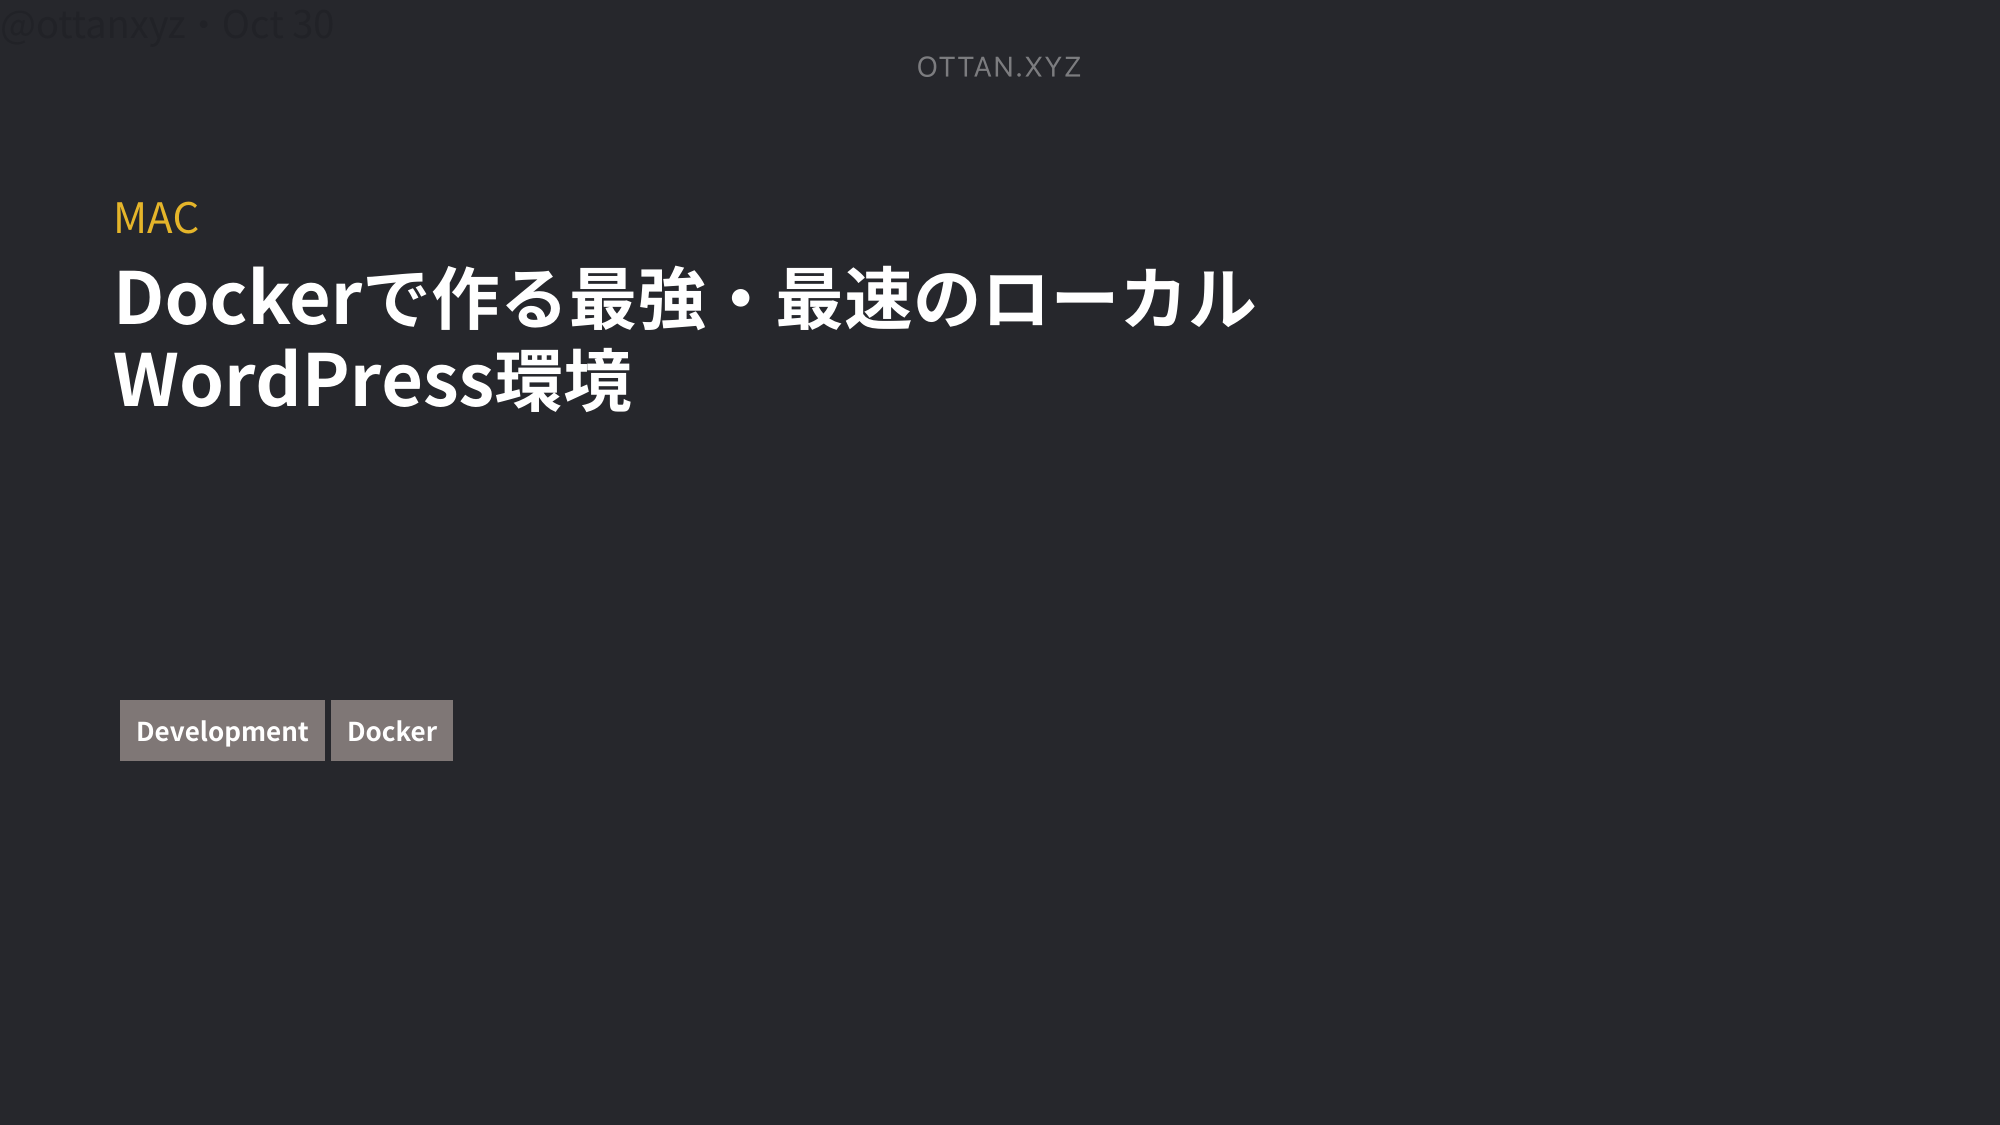 @ottanxyz・Oct 30
OTTAN.XYZ
MAC
Dockerで作る最強・最速のローカル
WordPress環境
Development Docker